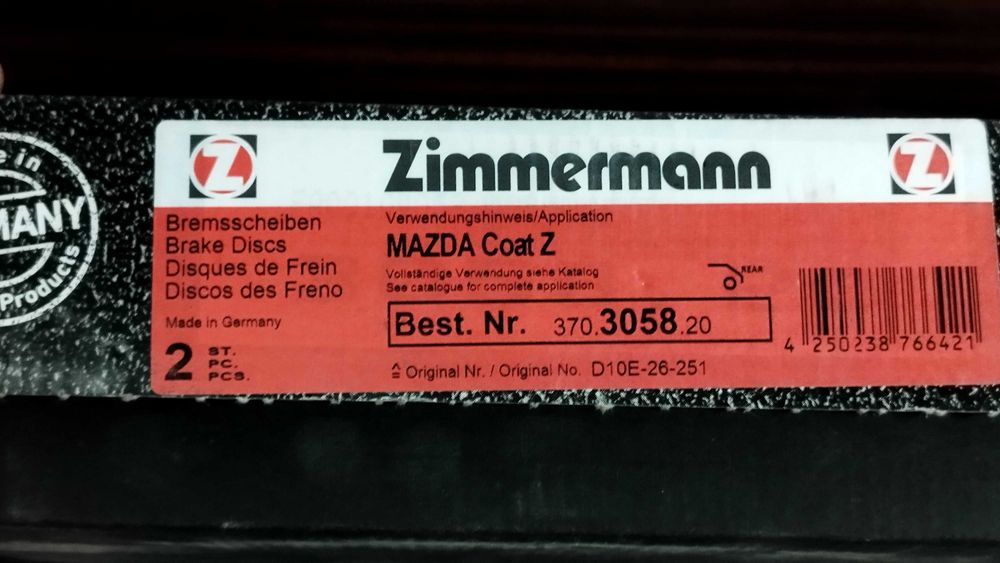 e in
MANY
Products
Z
Zimmermann
Z
Bremsscheiben
Brake Discs
Disques de Frein
Discos des Freno
Made in Germany
2 ST.
PC.
PCS.
Verwendungshinweis/Application
MAZDA Coat Z
Vollständige Verwendung siehe Katalog
See catalogue for complete application
REAR
Best. Nr. 370.3058.20
≙ Original Nr. / Original No. D10E-26-251
4 250238 766421